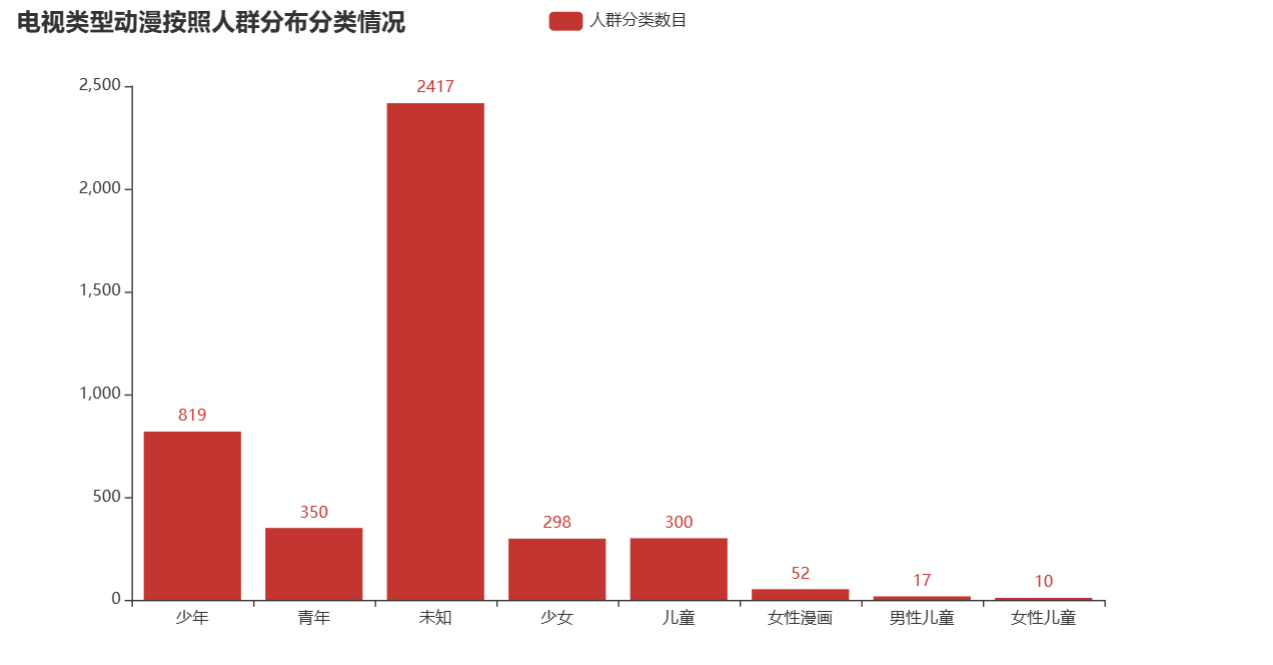 电视类型动漫按照人群分布分类情况
人群分类数目
2,500
2,000
1,500
1,000
500
0
819
350
2417
298
300
52
17
10
少年
青年
未知
少女
儿童
女性漫画
男性儿童
女性儿童